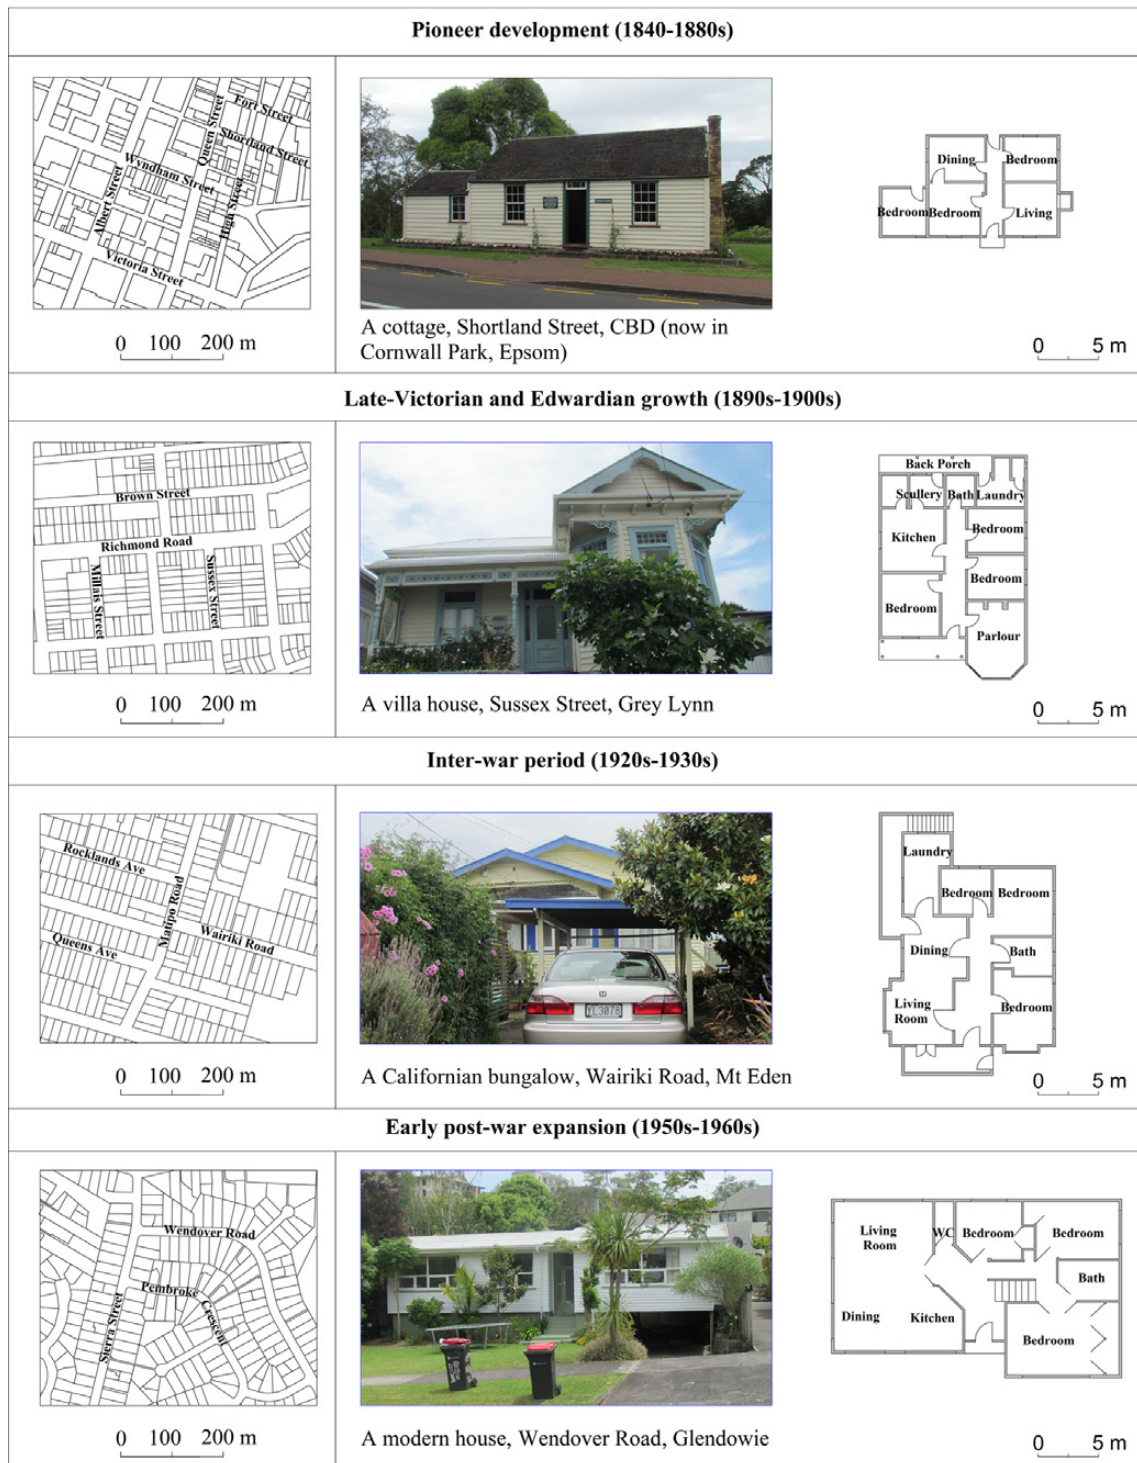 Pioneer development (1840-1880s)
Fort Street
Queen Street
Shortland Street
Wyndham Street
Albert Street
High Street
Victoria Street
0 100 200 m
A cottage, Shortland Street, CBD (now in
Cornwall Park, Epsom)
Dining
Bedroom
Bedroom
Bedroom
Living
0 5 m
Late-Victorian and Edwardian growth (1890s-1900s)
Brown Street
Richmond Road
Millais Street
Sussex Street
0 100 200 m
A villa house, Sussex Street, Grey Lynn
Back Porch
Scullery
Bath
Laundry
Kitchen
Bedroom
Bedroom
Bedroom
Parlour
0 5 m
Inter-war period (1920s-1930s)
Rocklands Ave
Matipo Road
Wairiki Road
Queens Ave
0 100 200 m
ZL3078
A Californian bungalow, Wairiki Road, Mt Eden
Laundry
Bedroom
Bedroom
Dining
Bath
Living
Room
Bedroom
0 5 m
Early post-war expansion (1950s-1960s)
Wendover Road
Pembroke Crescent
Sierra Street
0 100 200 m
A modern house, Wendover Road, Glendowie
Living
Room
WC
Bedroom
Bedroom
Bath
Dining
Kitchen
Bedroom
0 5 m